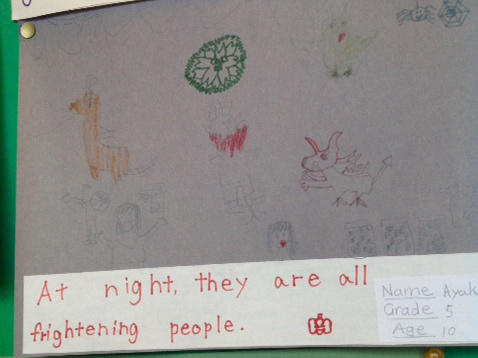 At night, they are all
frightening people.
Name Ayak
Grade 5
Age 10